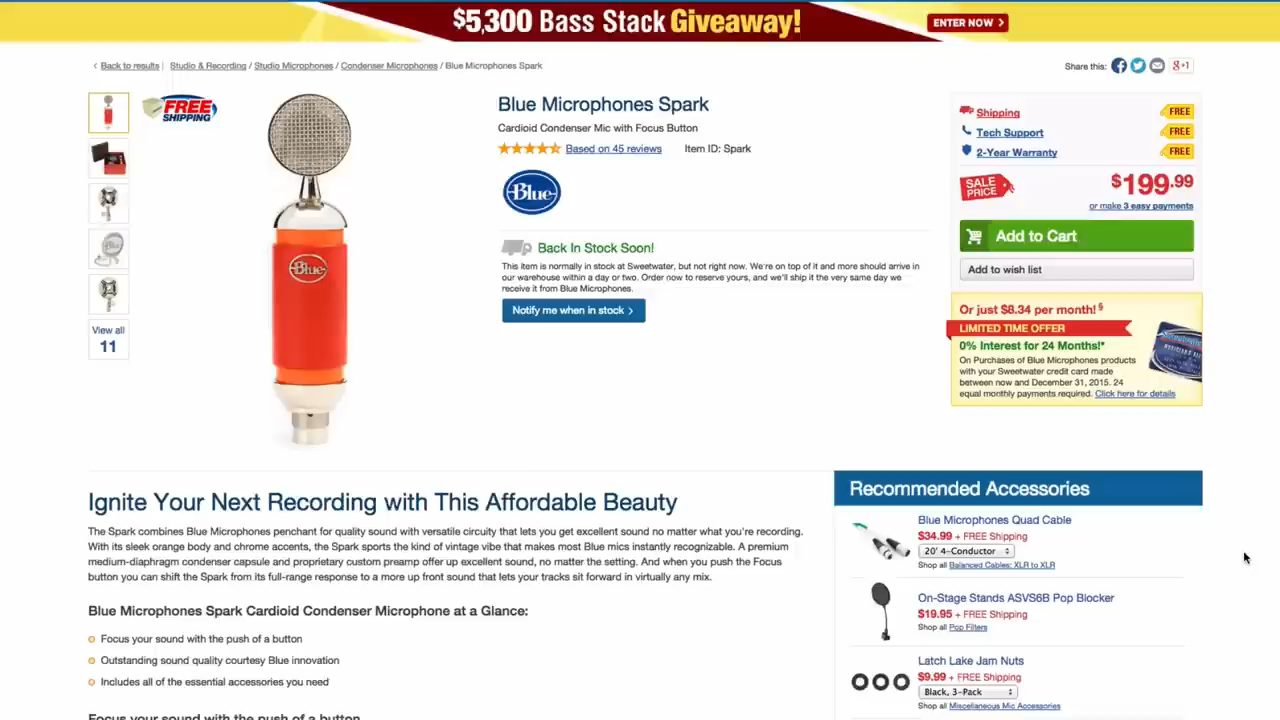 $5,300 Bass Stack Giveaway!
ENTER NOW >
‹ Back to results | Studio & Recording / Studio Microphones / Condenser Microphones / Blue Microphones Spark
Share this:
g+1
FREE
SHIPPING
Blue Microphones Spark
Cardioid Condenser Mic with Focus Button
Based on 45 reviews
Item ID: Spark
Blue
Blue
Back In Stock Soon!
This item is normally in stock at Sweetwater, but not right now. We're on top of it and more should arrive in
our warehouse within a day or two. Order now to reserve yours, and we'll ship it the very same day we
receive it from Blue Microphones.
Notify me when in stock >
View all
11
Shipping FREE
Tech Support FREE
2-Year Warranty FREE
SALE
PRICE
$199.99
or make 3 easy payments
Add to Cart
Add to wish list
Or just $8.34 per month! §
LIMITED TIME OFFER
0% Interest for 24 Months!*
On Purchases of Blue Microphones products
with your Sweetwater credit card made
between now and December 31, 2015. 24
equal monthly payments required. Click here for details
Ignite Your Next Recording with This Affordable Beauty
The Spark combines Blue Microphones penchant for quality sound with versatile circuity that lets you get excellent sound no matter what you're recording.
With its sleek orange body and chrome accents, the Spark sports the kind of vintage vibe that makes most Blue mics instantly recognizable. A premium
medium-diaphragm condenser capsule and proprietary custom preamp offer up excellent sound, no matter the setting. And when you push the Focus
button you can shift the Spark from its full-range response to a more up front sound that lets your tracks sit forward in virtually any mix.
Blue Microphones Spark Cardioid Condenser Microphone at a Glance:
Focus your sound with the push of a button
Outstanding sound quality courtesy Blue innovation
Includes all of the essential accessories you need
Focus your sound with the push of a button
Recommended Accessories
Blue Microphones Quad Cable
$34.99 + FREE Shipping
20' 4-Conductor
Shop all Balanced Cables: XLR to XLR
On-Stage Stands ASVS6B Pop Blocker
$19.95 + FREE Shipping
Shop all Pop Filters
Latch Lake Jam Nuts
$9.99 + FREE Shipping
Black, 3-Pack
Shop all Miscellaneous Mic Accessories